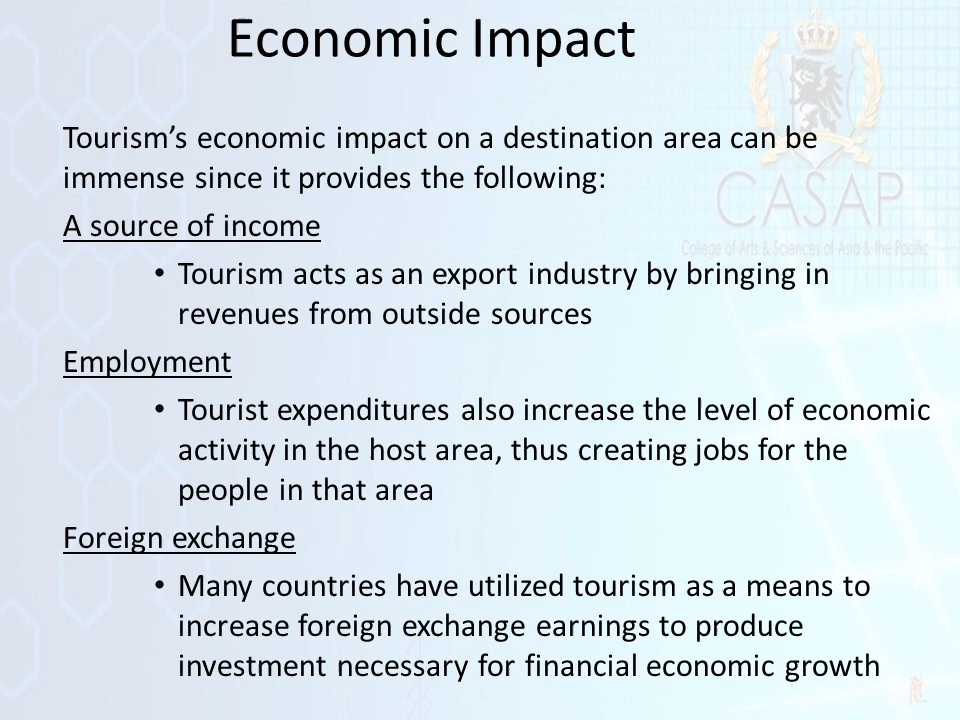 Economic Impact
CASAP
College of Arts & Sciences of Asia & the Pacific
Tourism’s economic impact on a destination area can be
immense since it provides the following:
A source of income
• Tourism acts as an export industry by bringing in
revenues from outside sources
Employment
• Tourist expenditures also increase the level of economic
activity in the host area, thus creating jobs for the
people in that area
Foreign exchange
• Many countries have utilized tourism as a means to
increase foreign exchange earnings to produce
investment necessary for financial economic growth